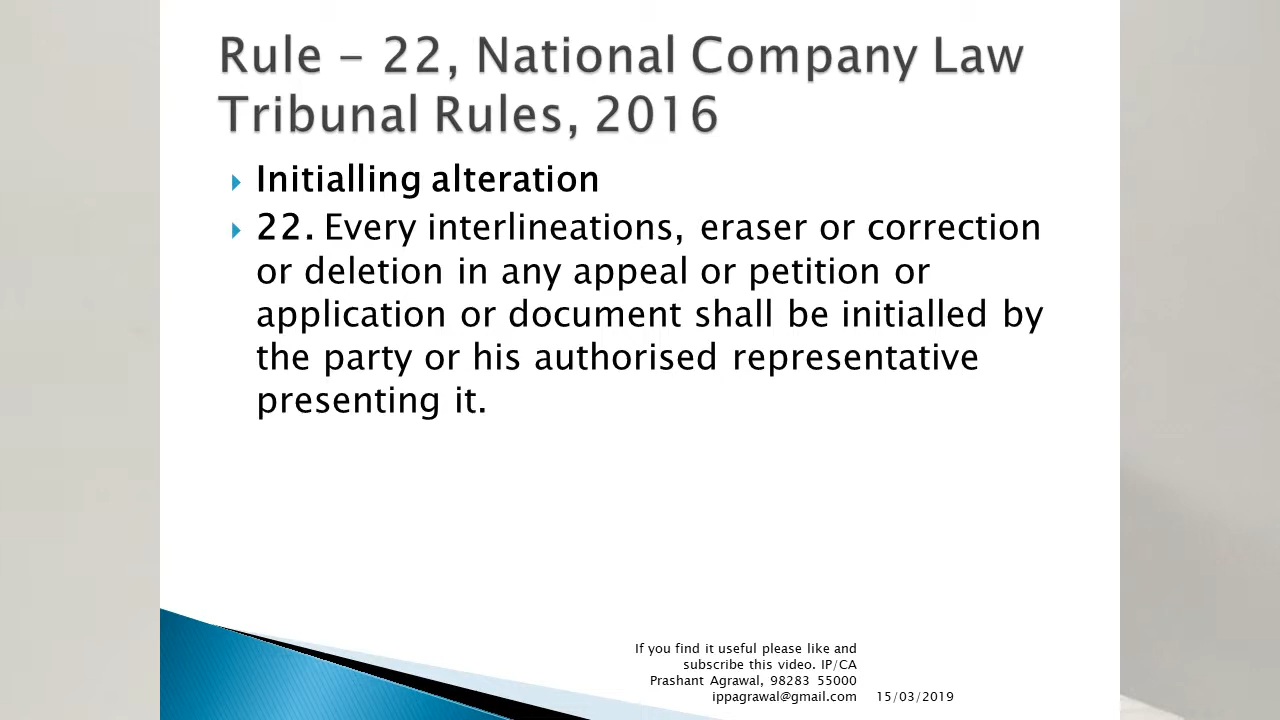 Rule - 22, National Company Law
Tribunal Rules, 2016
Initialling alteration
22. Every interlineations, eraser or correction
or deletion in any appeal or petition or
application or document shall be initialled by
the party or his authorised representative
presenting it.
If you find it useful please like and
subscribe this video. IP/CA
Prashant Agrawal, 98283 55000
ippagrawal@gmail.com 15/03/2019